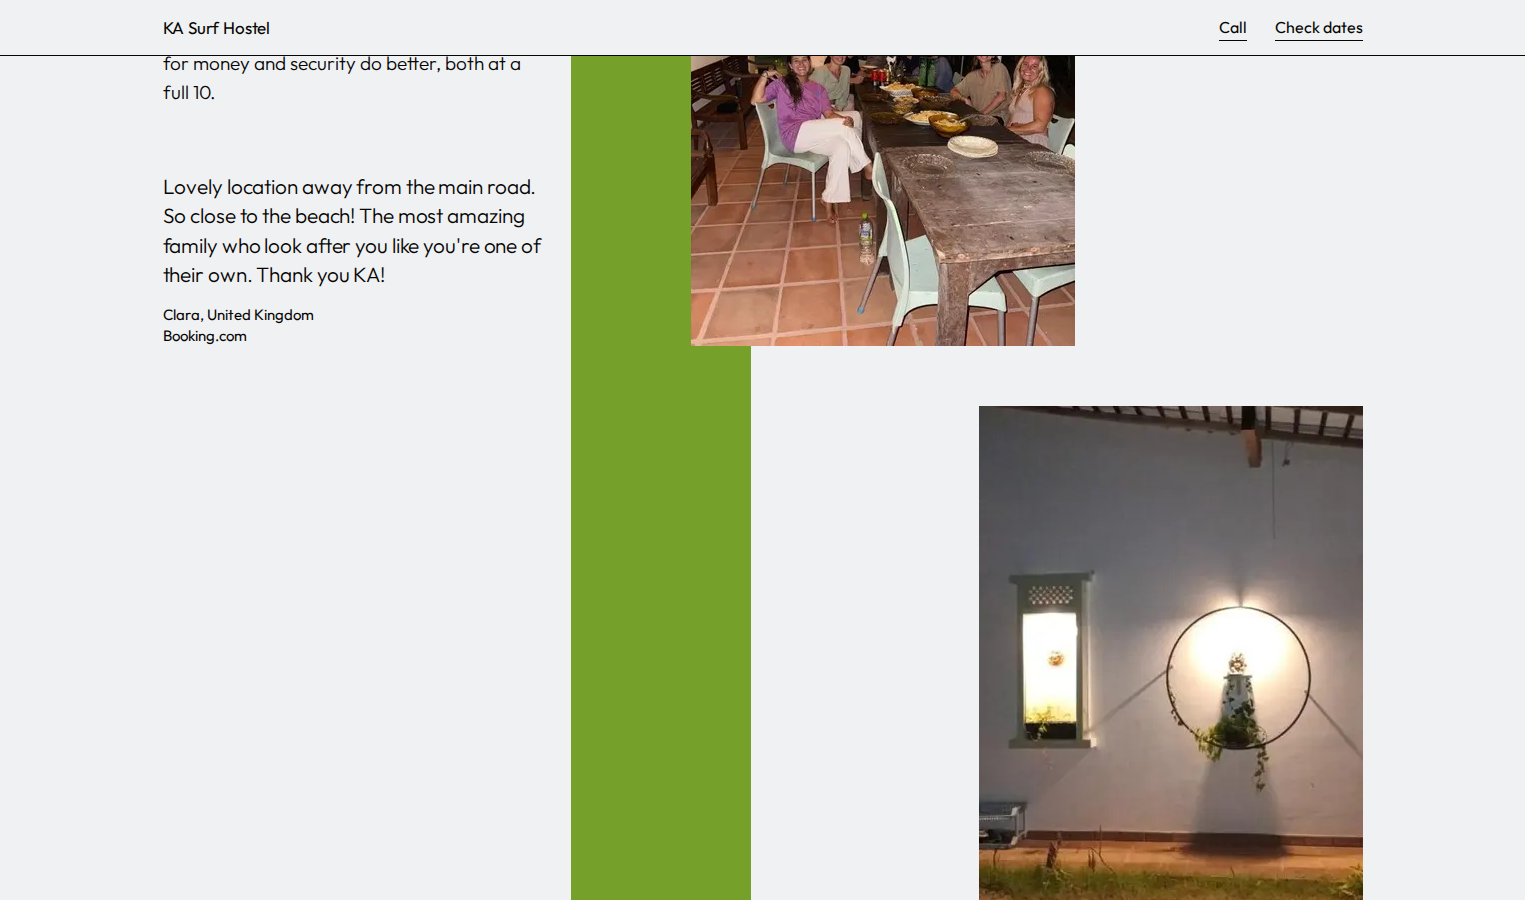 KA Surf Hostel
Call
Check dates
for money and security do better, both at a
full 10.
Lovely location away from the main road.
So close to the beach! The most amazing
family who look after you like you're one of
their own. Thank you KA!
Clara, United Kingdom
Booking.com